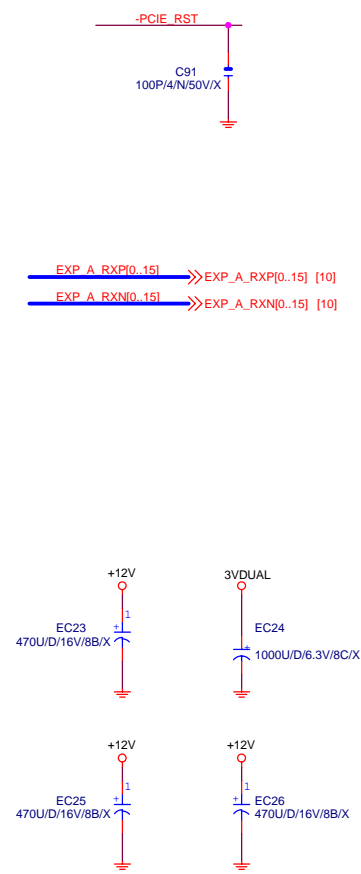 -PCIE_RST
C91
100P/4/N/50V/X
EXP_A_RXP[0..15] EXP_A_RXP[0..15] [10]
EXP_A_RXN[0..15] EXP_A_RXN[0..15] [10]
+12V 3VDUAL
1
EC23 + EC24
470U/D/16V/8B/X + 1000U/D/6.3V/8C/X
+12V +12V
1 1
EC25 + + EC26
470U/D/16V/8B/X 470U/D/16V/8B/X